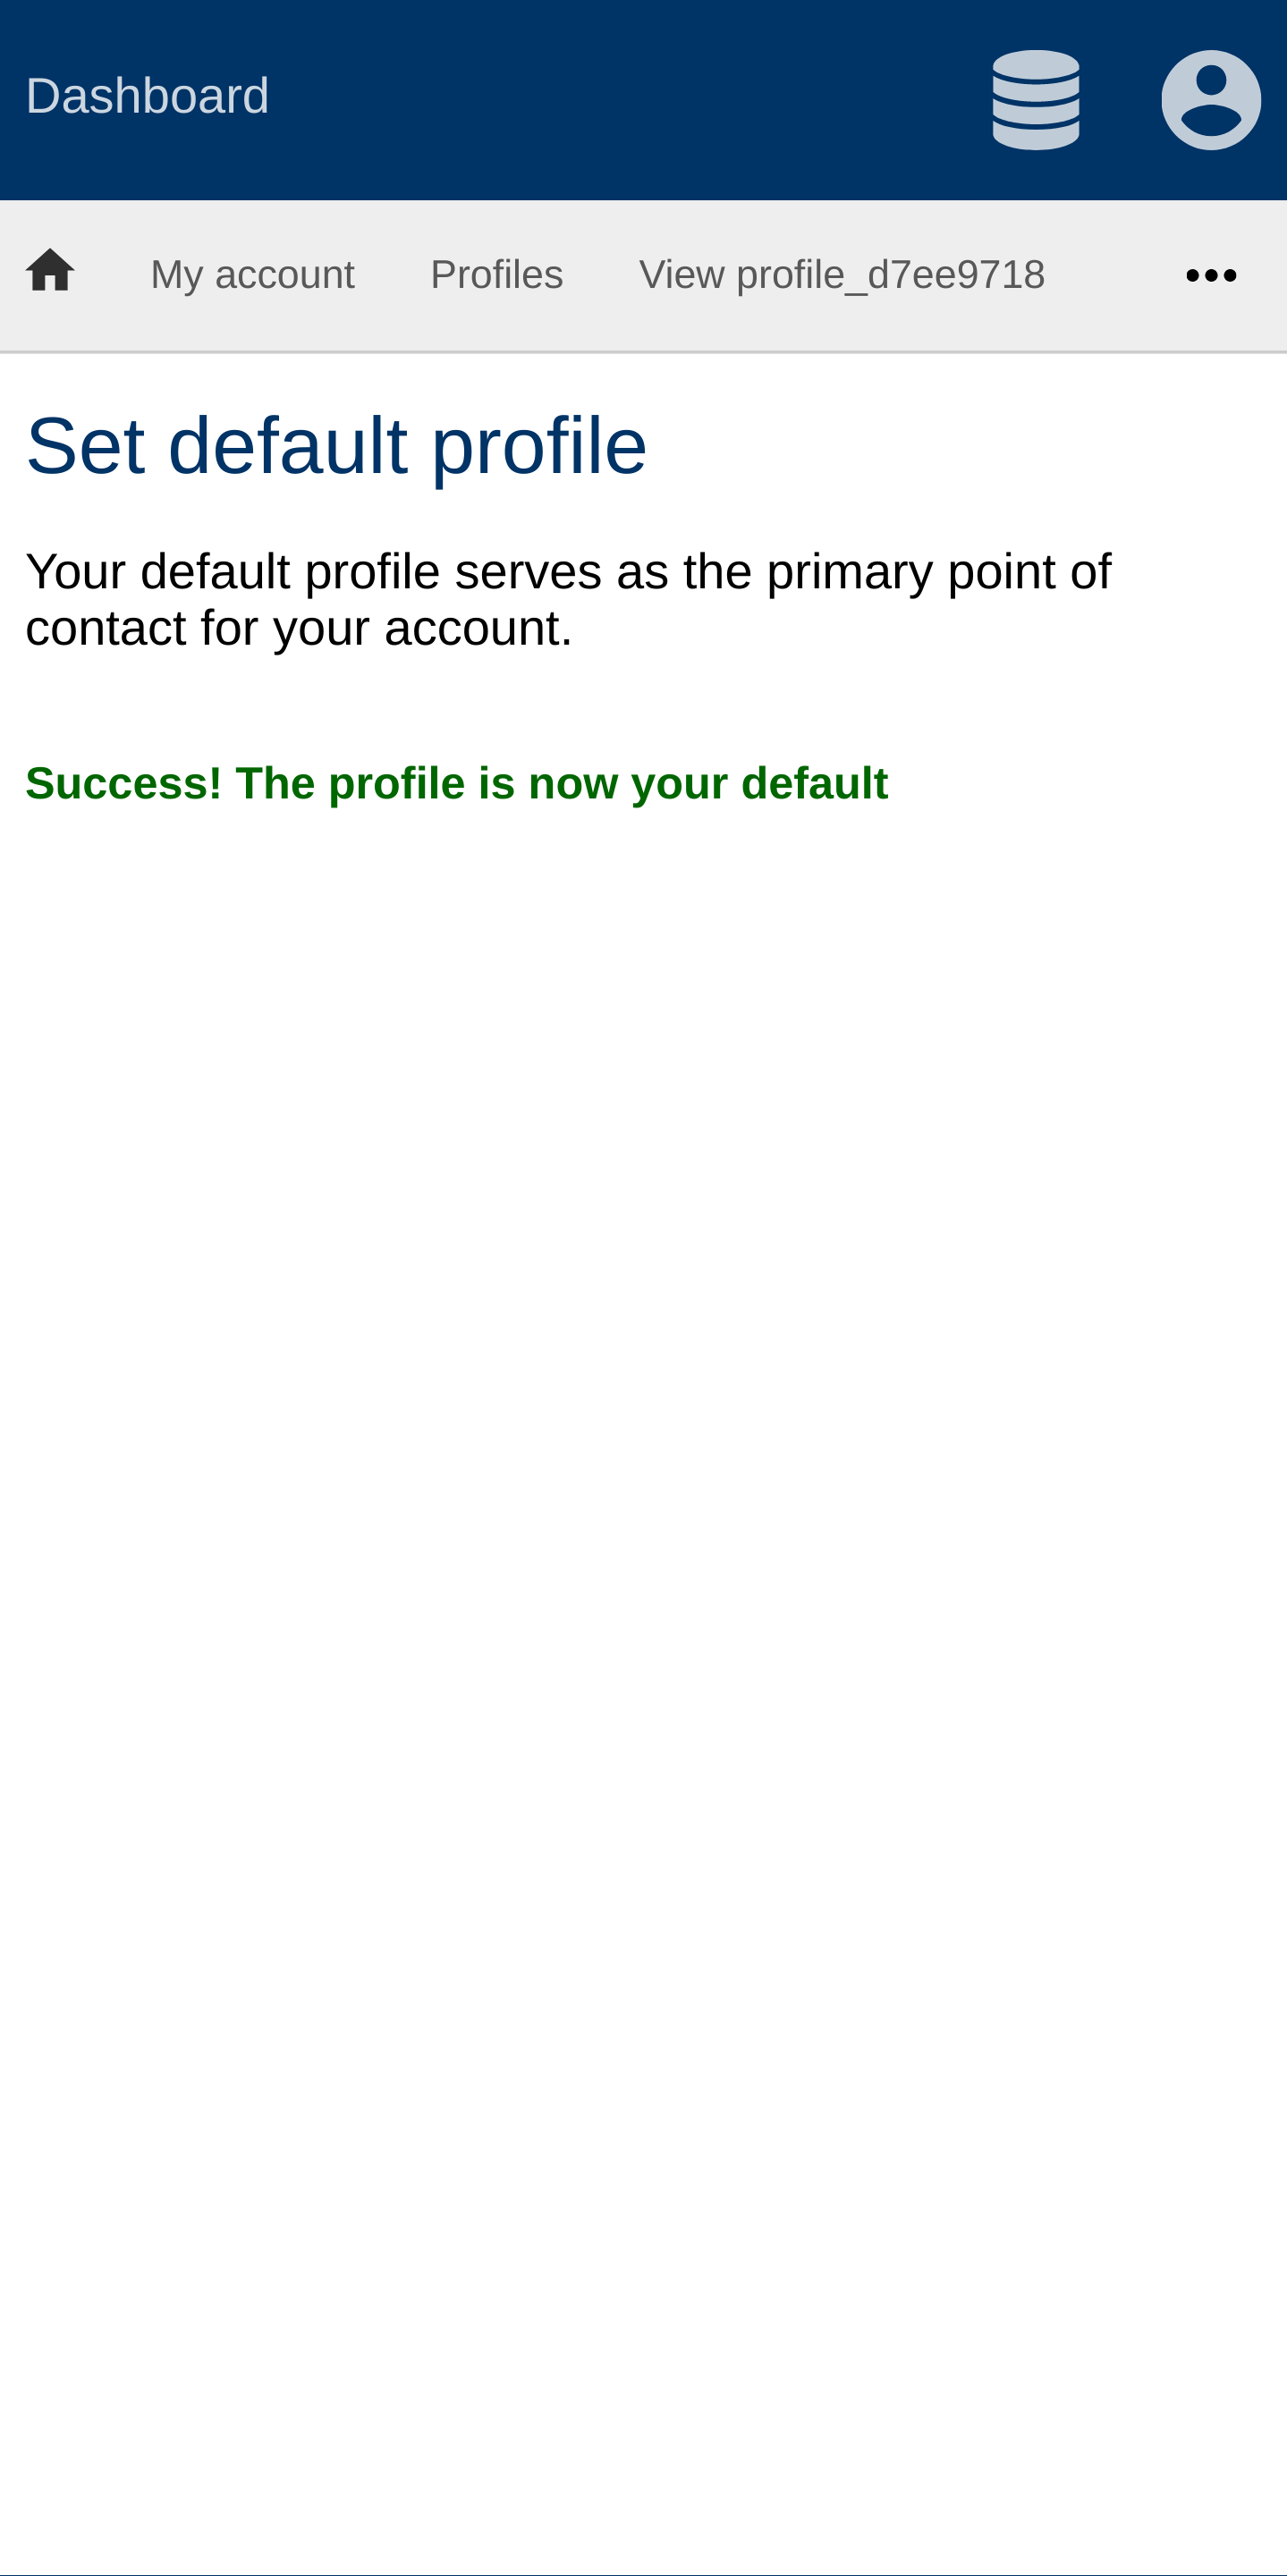 Dashboard
My account Profiles View profile_d7ee9718
Set default profile
Your default profile serves as the primary point of
contact for your account.
Success! The profile is now your default